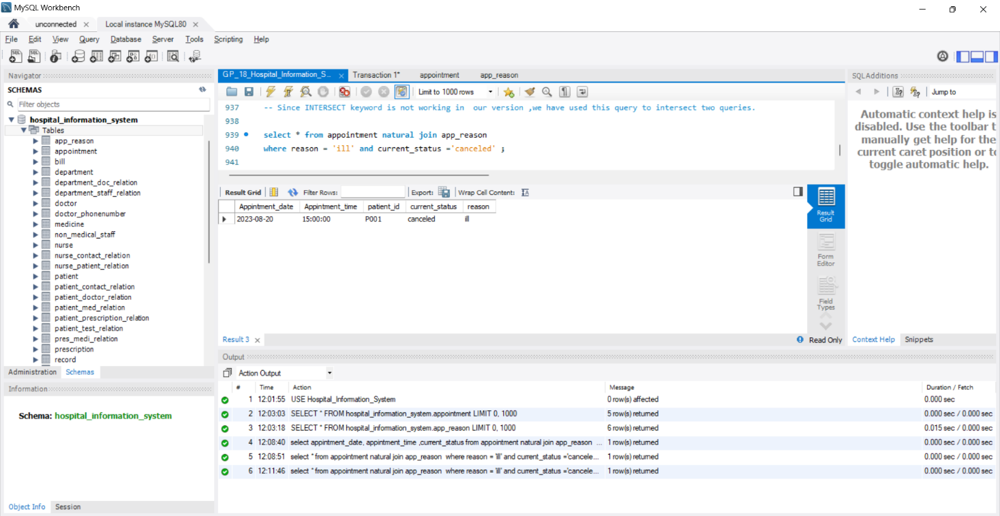 MySQL Workbench
unconnected
Local instance MySQL80
File Edit View Query Database Server Tools Scripting Help
Navigator
SCHEMAS
Filter objects
hospital_information_system
Tables
app_reason
appointment
bill
department
department_doc_relation
department_staff_relation
doctor
doctor_phonenumber
medicine
non_medical_staff
nurse
nurse_contact_relation
nurse_patient_relation
patient
patient_contact_relation
patient_doctor_relation
patient_med_relation
patient_prescription_relation
patient_test_relation
pres_medi_relation
prescription
record
Administration Schemas
Information
Schema: hospital_information_system
Object Info Session
GP_18_Hospital_Information_S... Transaction 1* appointment app_reason
Limit to 1000 rows
937 -- Since INTERSECT keyword is not working in  our version ,we have used this query to intersect two queries.
938
939 select * from appointment natural join app_reason
940 where reason = 'ill' and current_status ='canceled' ;
941
Result Grid Filter Rows: Export: Wrap Cell Content:
Appintment_date Appintment_time patient_id current_status reason
2023-08-20 15:00:00 P001 canceled ill
Result Grid
Form Editor
Field Types
Result 3
Read Only
Output
Action Output
# Time Action Message Duration / Fetch
1 12:01:55 USE Hospital_Information_System 0 row(s) affected 0.000 sec
2 12:03:03 SELECT * FROM hospital_information_system.appointment LIMIT 0, 1000 5 row(s) returned 0.000 sec / 0.000 sec
3 12:03:18 SELECT * FROM hospital_information_system.app_reason LIMIT 0, 1000 6 row(s) returned 0.015 sec / 0.000 sec
4 12:08:40 select appintment_date, appintment_time ,current_status from appointment natural join app_reason ... 1 row(s) returned 0.000 sec / 0.000 sec
5 12:08:51 select * from appointment natural join app_reason  where reason = 'ill' and current_status ='cancele... 1 row(s) returned 0.000 sec / 0.000 sec
6 12:11:46 select * from appointment natural join app_reason  where reason = 'ill' and current_status ='cancele... 1 row(s) returned 0.000 sec / 0.000 sec
SQLAdditions
Jump to
Automatic context help is
disabled. Use the toolbar t
manually get help for the
current caret position or to
toggle automatic help.
Context Help Snippets